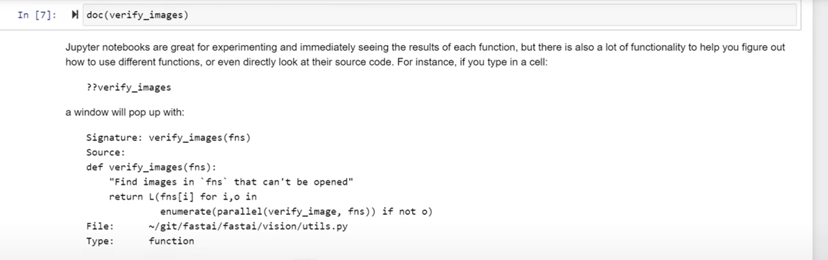 In [7]: doc(verify_images)
Jupyter notebooks are great for experimenting and immediately seeing the results of each function, but there is also a lot of functionality to help you figure out
how to use different functions, or even directly look at their source code. For instance, if you type in a cell:
??verify_images
a window will pop up with:
Signature: verify_images(fns)
Source:
def verify_images(fns):
"Find images in `fns` that can't be opened"
return L(fns[i] for i,o in
enumerate(parallel(verify_image, fns)) if not o)
File: ~/git/fastai/fastai/vision/utils.py
Type: function